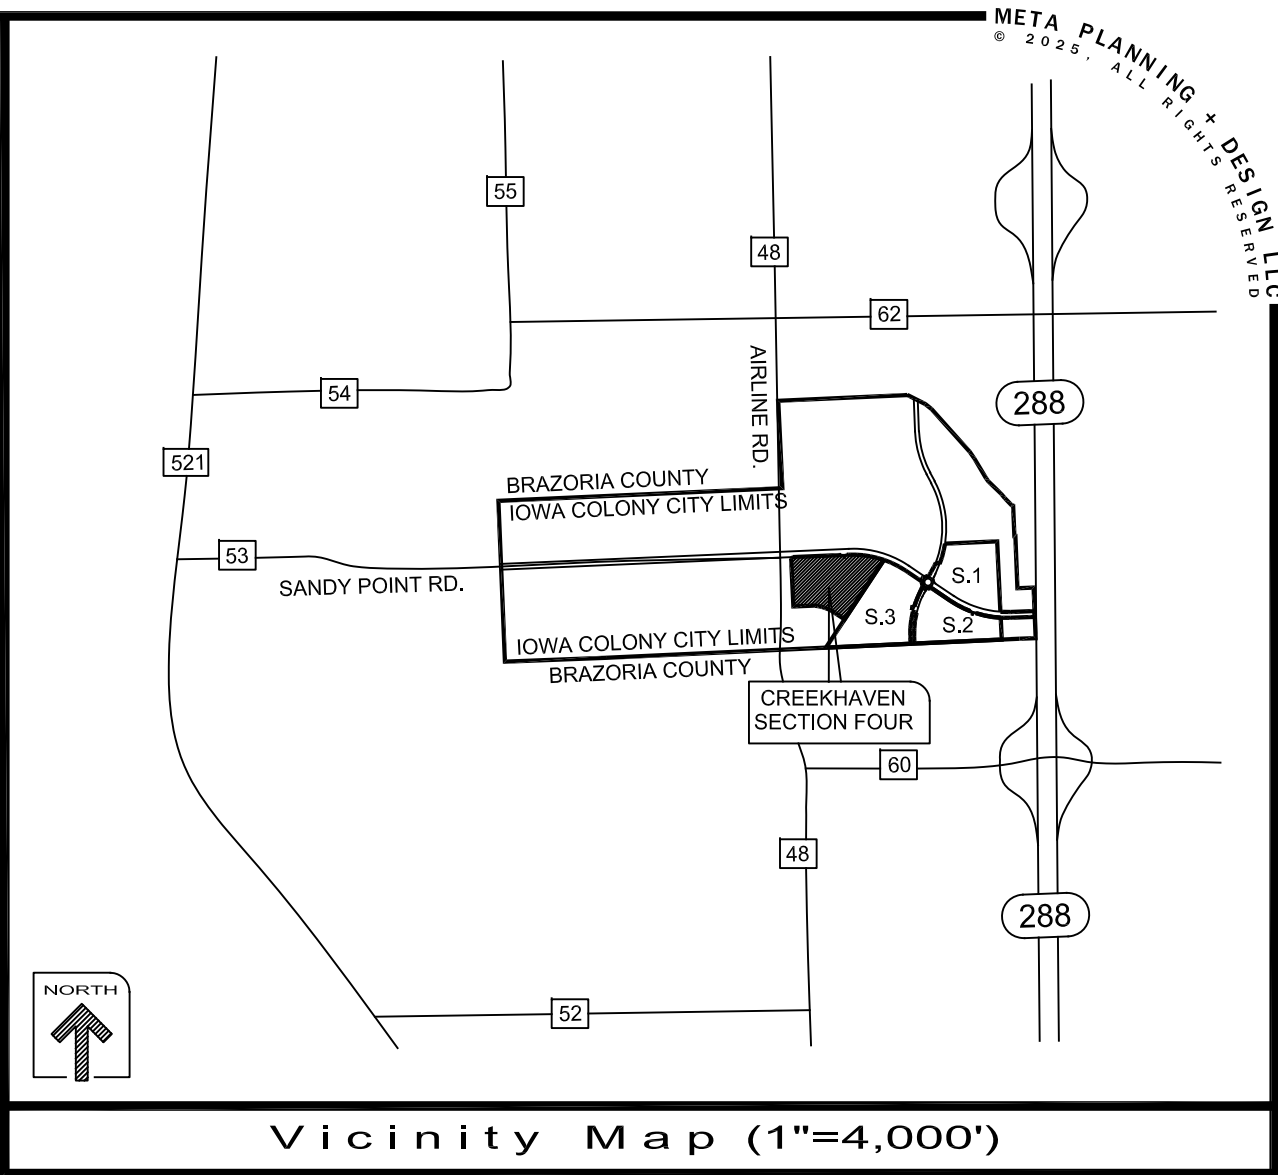 META PLANNING + DESIGN LLC
© 2025, ALL RIGHTS RESERVED
55
48
62
54
288
AIRLINE RD.
521
BRAZORIA COUNTY
IOWA COLONY CITY LIMITS
53
SANDY POINT RD.
S.1
S.3
S.2
IOWA COLONY CITY LIMITS
BRAZORIA COUNTY
CREEKHAVEN
SECTION FOUR
60
48
288
NORTH
52
Vicinity Map (1"=4,000')